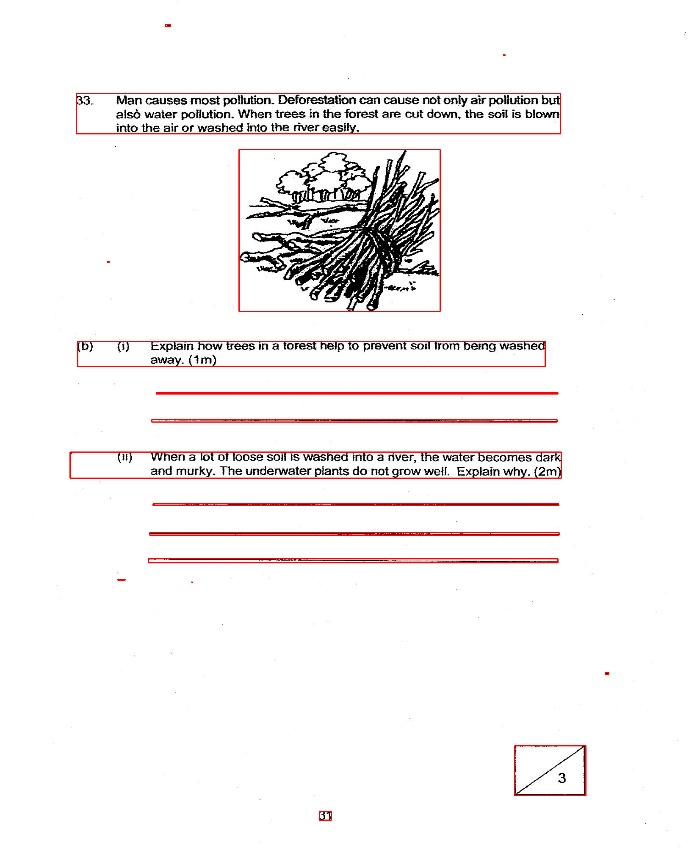 33. Man causes most pollution. Deforestation can cause not only air pollution but
also water pollution. When trees in the forest are cut down, the soil is blown
into the air or washed into the river easily.
(b) (i) Explain how trees in a forest help to prevent soil from being washed
away. (1m)
(ii) When a lot of loose soil is washed into a river, the water becomes dark
and murky. The underwater plants do not grow well. Explain why. (2m)
3
31